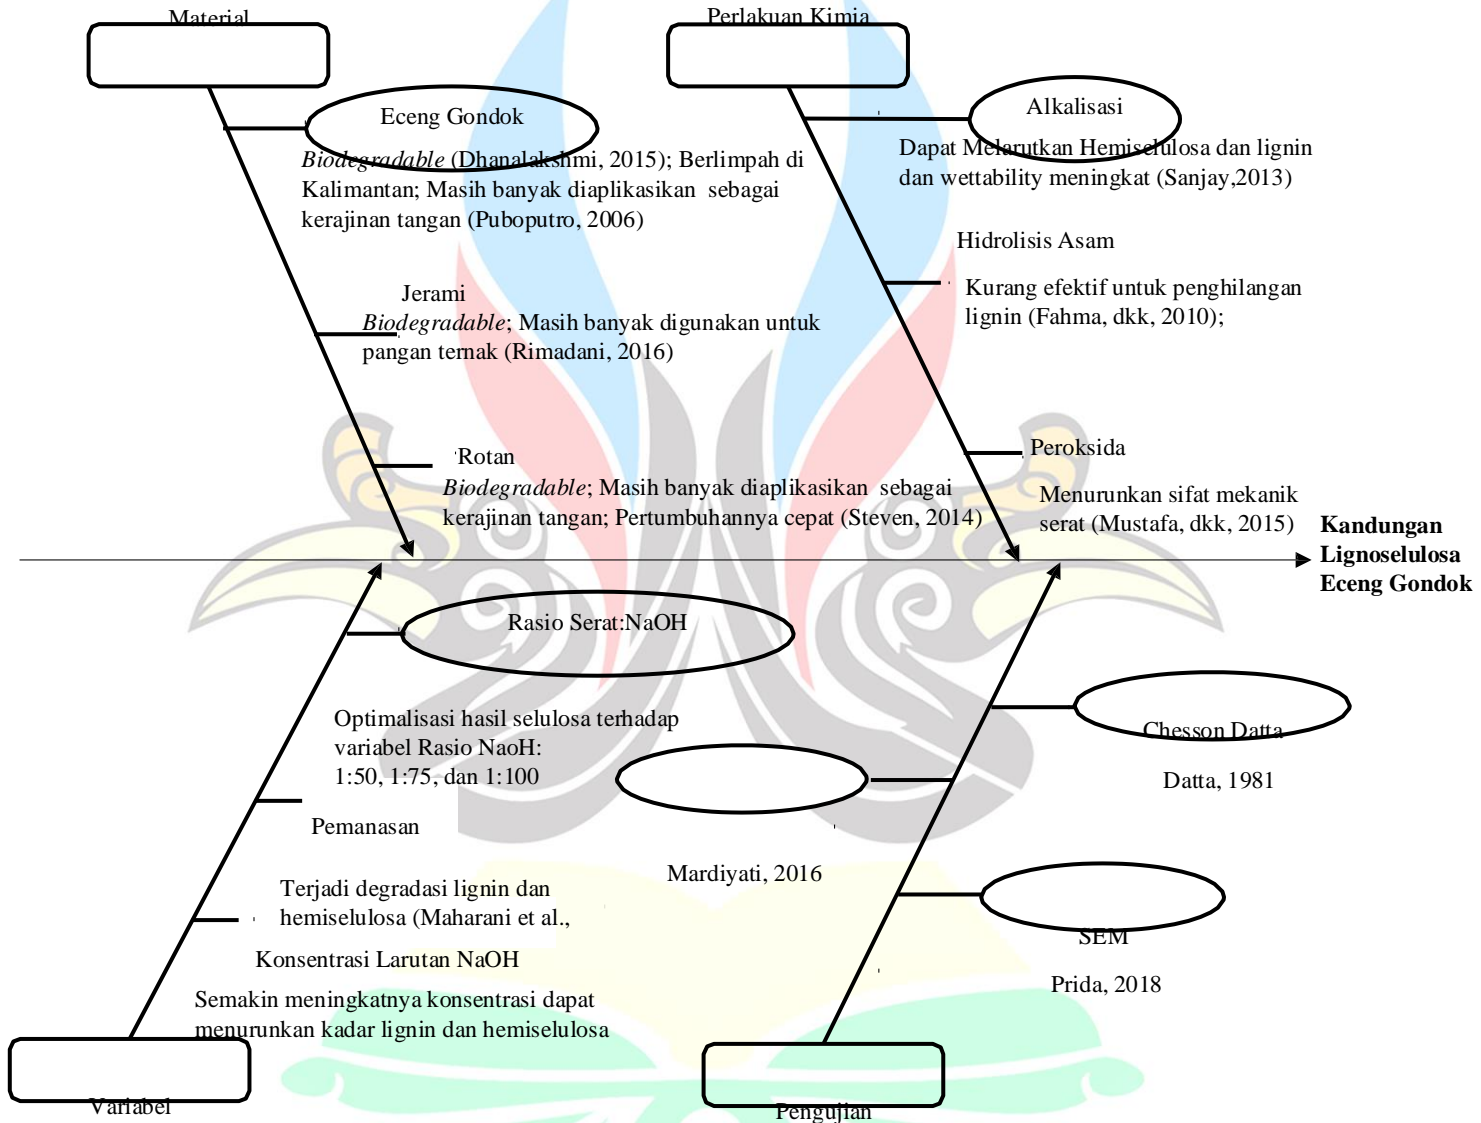 Material
Eceng Gondok
Biodegradable (Dhanalakshmi, 2015); Berlimpah di
Kalimantan; Masih banyak diaplikasikan sebagai
kerajinan tangan (Puboputro, 2006)
Jerami
Biodegradable; Masih banyak digunakan untuk
pangan ternak (Rimadani, 2016)
Rotan
Biodegradable; Masih banyak diaplikasikan sebagai
kerajinan tangan; Pertumbuhannya cepat (Steven, 2014)
Perlakuan Kimia
Alkalisasi
Dapat Melarutkan Hemiselulosa dan lignin
dan wettability meningkat (Sanjay,2013)
Hidrolisis Asam
Kurang efektif untuk penghilangan
lignin (Fahma, dkk, 2010);
Peroksida
Menurunkan sifat mekanik
serat (Mustafa, dkk, 2015)
Kandungan
Lignoselulosa
Eceng Gondok
Rasio Serat:NaOH
Optimalisasi hasil selulosa terhadap
variabel Rasio NaoH:
1:50, 1:75, dan 1:100
Pemanasan
Terjadi degradasi lignin dan
hemiselulosa (Maharani et al.,
Konsentrasi Larutan NaOH
Semakin meningkatnya konsentrasi dapat
menurunkan kadar lignin dan hemiselulosa
Variabel
Chesson Datta
Datta, 1981
Mardiyati, 2016
SEM
Prida, 2018
Pengujian